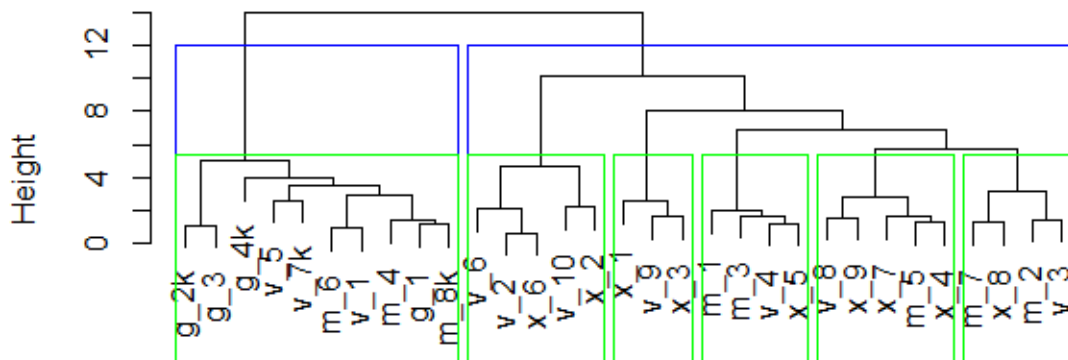 Height
12
8
4
0
g_2k
g_3
g_4k
v_5
v_7k
m_6
v_1
m_4
g_1
m_8k
v_6
v_2
x_6
v_10
x_2
x_1
v_9
x_3
m_1
m_3
v_4
x_5
v_8
x_9
x_7
m_5
x_4
m_7
x_8
m_2
v_3